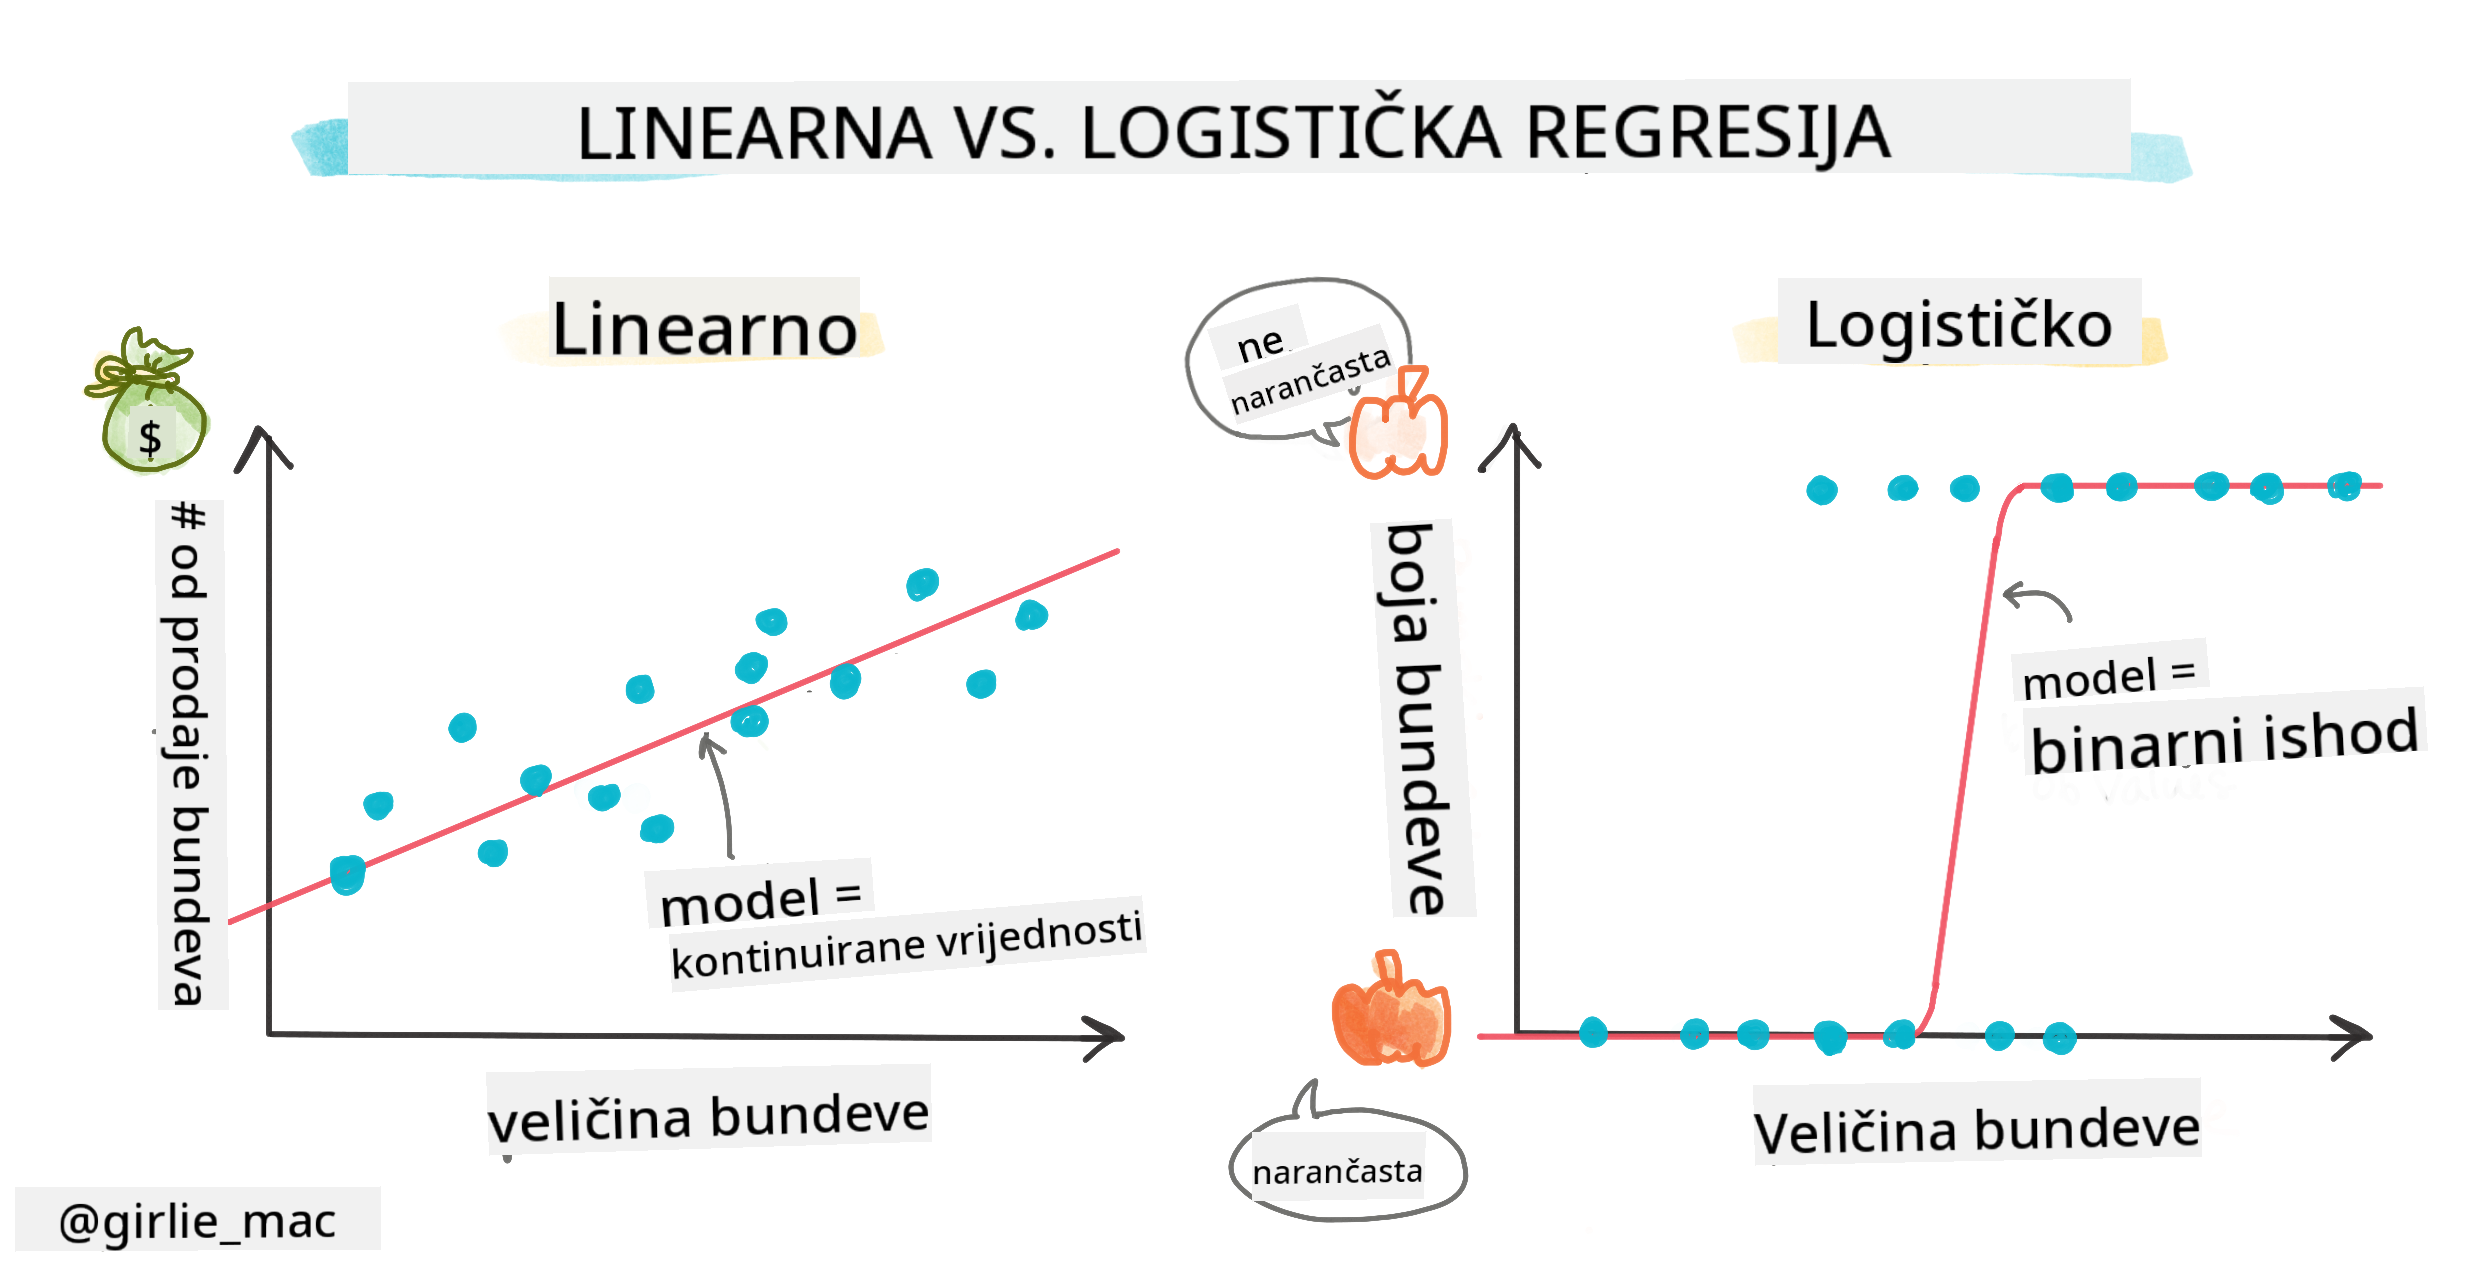 LINEARNA VS. LOGISTIČKA REGRESIJA
Linearno
$
# od prodaje bundeva
model =
kontinuirane vrijednosti
veličina bundeve
Logističko
ne
narančasta
boja bundeve
narančasta
model =
binarni ishod
Veličina bundeve
@girlie_mac